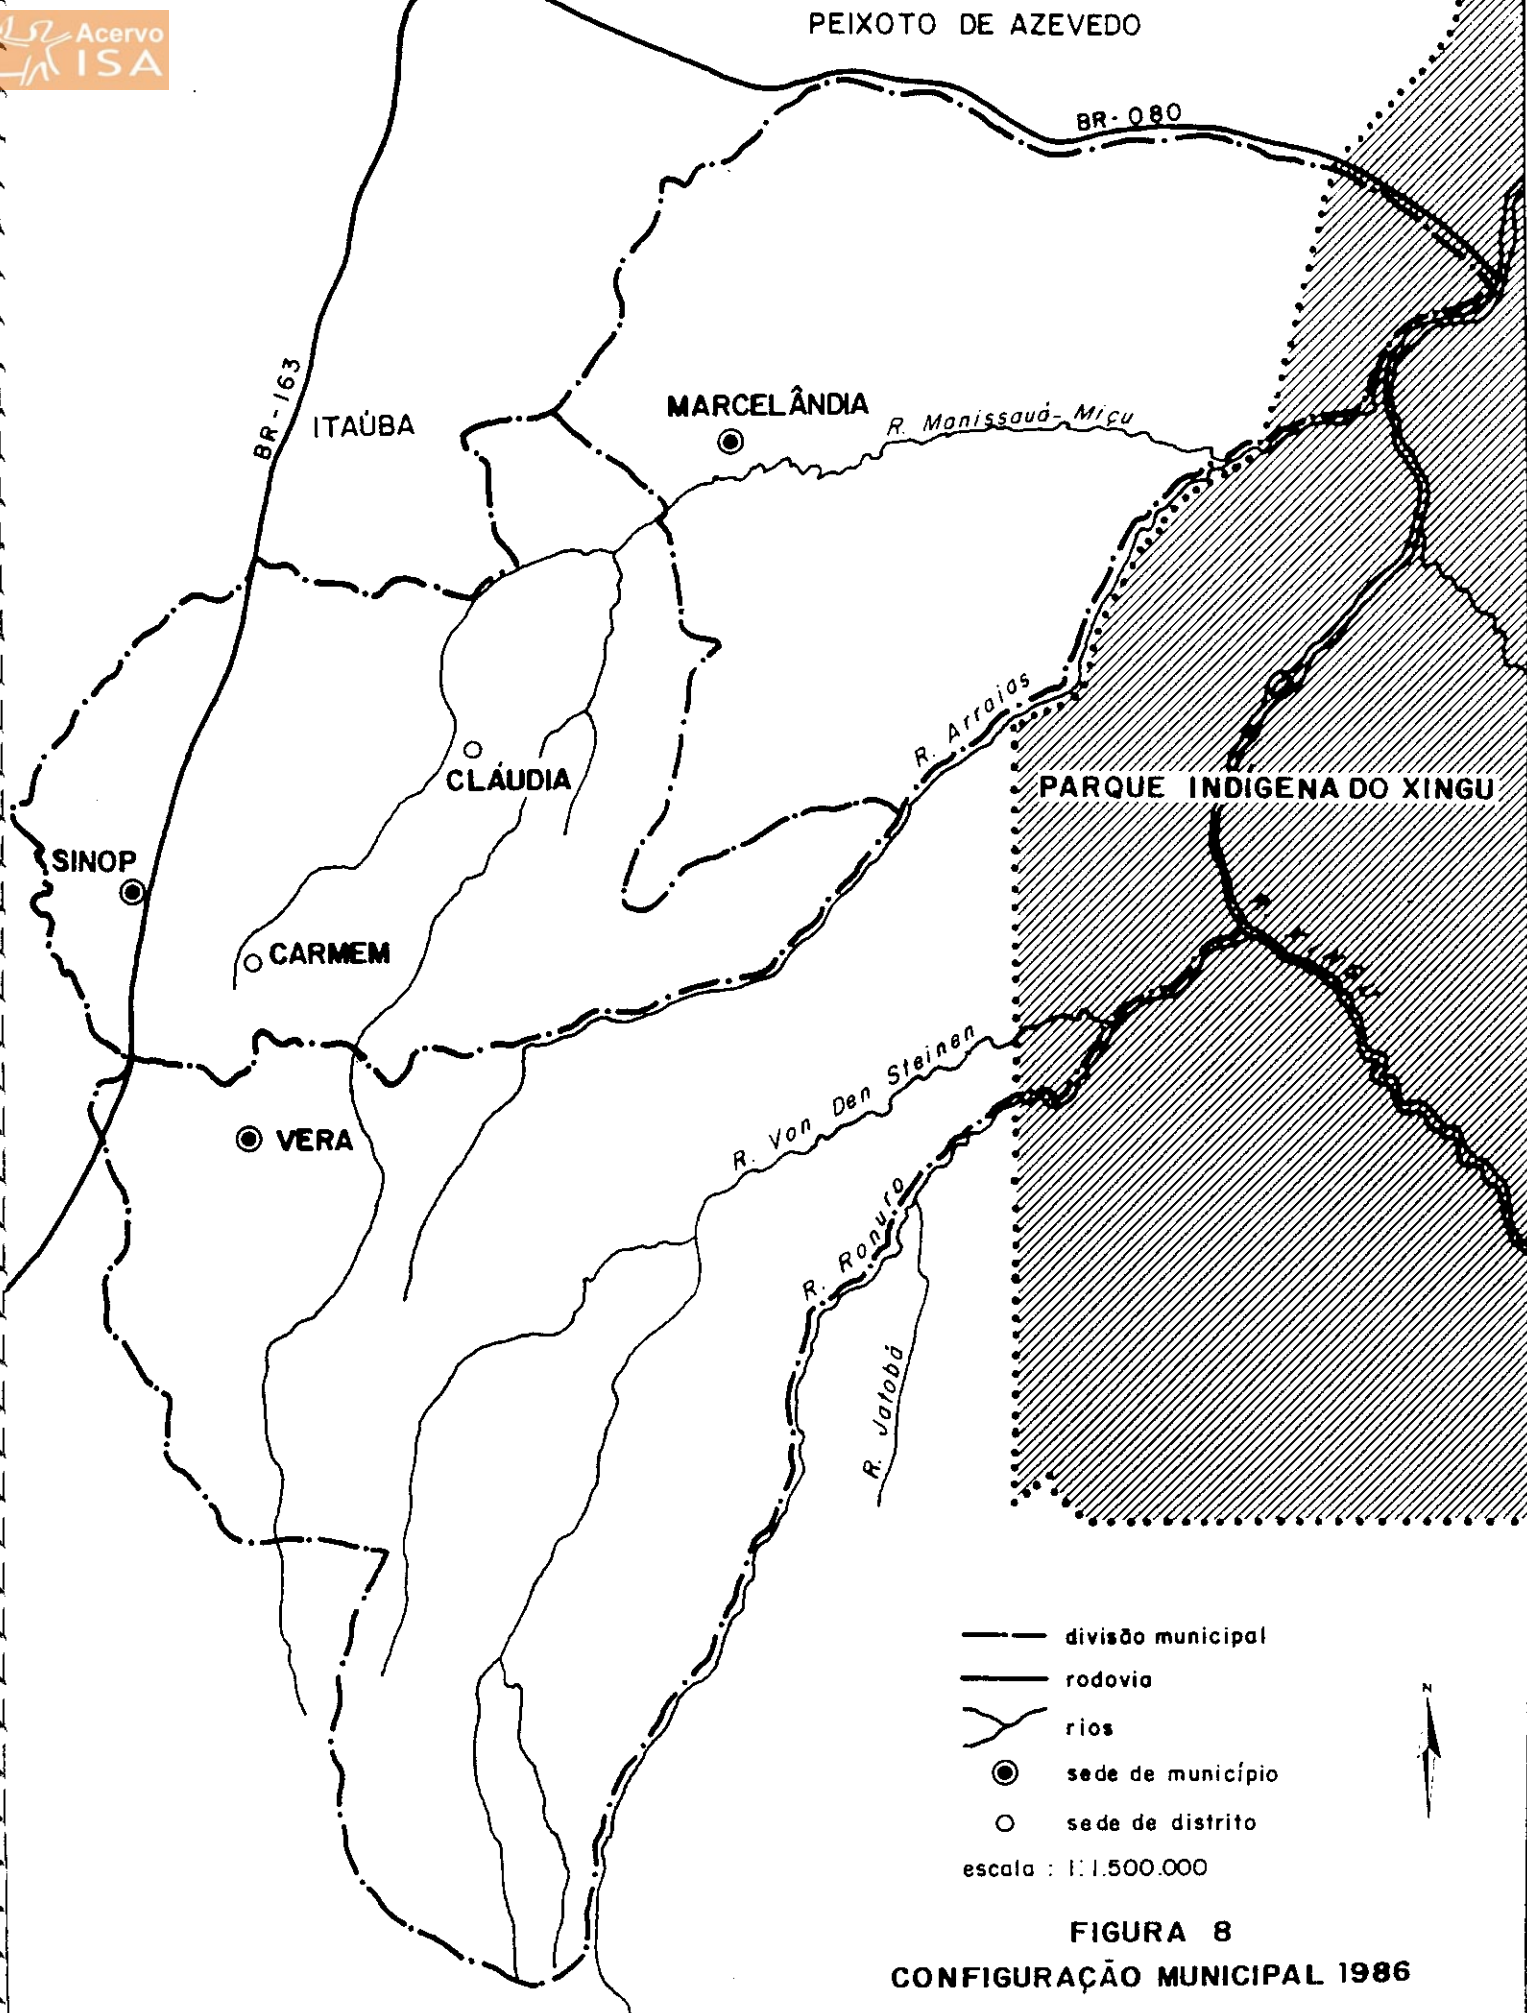 Acervo
ISA
PEIXOTO DE AZEVEDO
BR-080
BR-163
ITAÚBA
MARCELÂNDIA
R. Manissauá-Miçu
R. Arraias
CLÁUDIA
PARQUE INDÍGENA DO XINGU
SINOP
CARMEM
R. XINGU
R. Von Den Steinen
VERA
R. Ronuro
R. Jatobá
divisão municipal
rodovia
N
rios
sede de município
sede de distrito
escala : 1:1.500.000
FIGURA 8
CONFIGURAÇÃO MUNICIPAL 1986